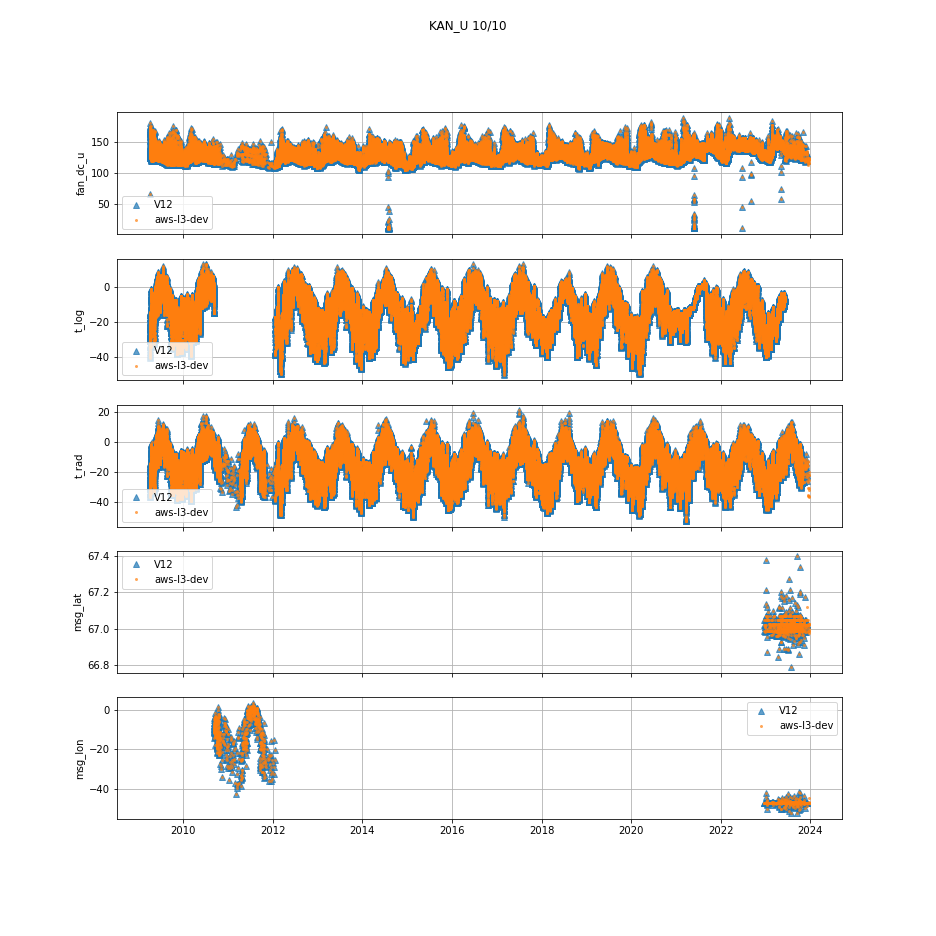 KAN_U 10/10
fan_dc_u
150
100
50
V12
aws-l3-dev
t_log
0
−20
−40
V12
aws-l3-dev
t_rad
20
0
−20
−40
V12
aws-l3-dev
msg_lat
67.4
67.2
67.0
66.8
V12
aws-l3-dev
msg_lon
0
−20
−40
V12
aws-l3-dev
2010 2012 2014 2016 2018 2020 2022 2024